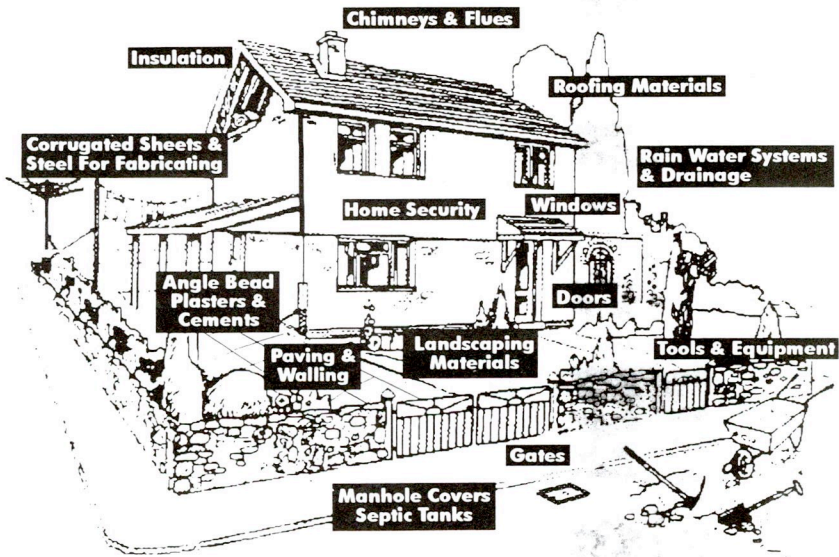 Chimneys & Flues
Insulation
Roofing Materials
Corrugated Sheets &
Steel For Fabricating
Rain Water Systems
& Drainage
Home Security
Windows
Angle Bead
Plasters &
Cements
Doors
Paving &
Walling
Landscaping
Materials
Tools & Equipment
Gates
Manhole Covers
Septic Tanks